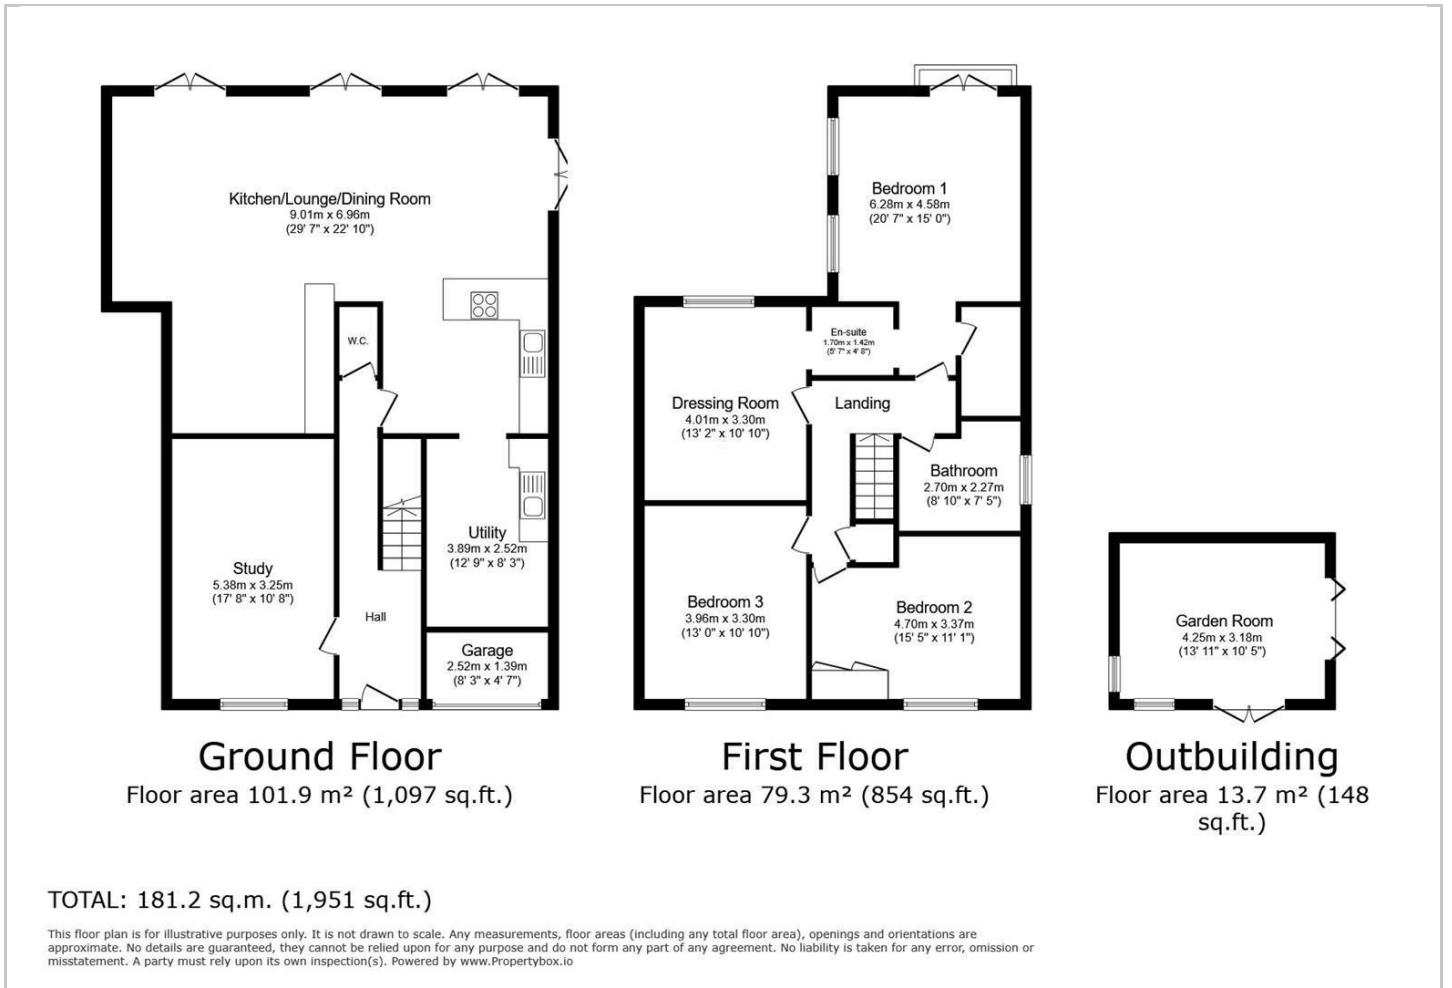 Kitchen/Lounge/Dining Room
9.01m x 6.96m
(29' 7" x 22' 10")
W.C.
Utility
3.89m x 2.52m
(12' 9" x 8' 3")
Study
5.38m x 3.25m
(17' 8" x 10' 8")
Hall
Garage
2.52m x 1.39m
(8' 3" x 4' 7")
Ground Floor
Floor area 101.9 m² (1,097 sq.ft.)
Bedroom 1
6.28m x 4.58m
(20' 7" x 15' 0")
En-suite
1.70m x 1.42m
(5' 7" x 4' 8")
Dressing Room
4.01m x 3.30m
(13' 2" x 10' 10")
Landing
Bathroom
2.70m x 2.27m
(8' 10" x 7' 5")
Bedroom 3
3.96m x 3.30m
(13' 0" x 10' 10")
Bedroom 2
4.70m x 3.37m
(15' 5" x 11' 1")
First Floor
Floor area 79.3 m² (854 sq.ft.)
Garden Room
4.25m x 3.18m
(13' 11" x 10' 5")
Outbuilding
Floor area 13.7 m² (148
sq.ft.)
TOTAL: 181.2 sq.m. (1,951 sq.ft.)
This floor plan is for illustrative purposes only. It is not drawn to scale. Any measurements, floor areas (including any total floor area), openings and orientations are
approximate. No details are guaranteed, they cannot be relied upon for any purpose and do not form any part of any agreement. No liability is taken for any error, omission or
misstatement. A party must rely upon its own inspection(s). Powered by www.Propertybox.io